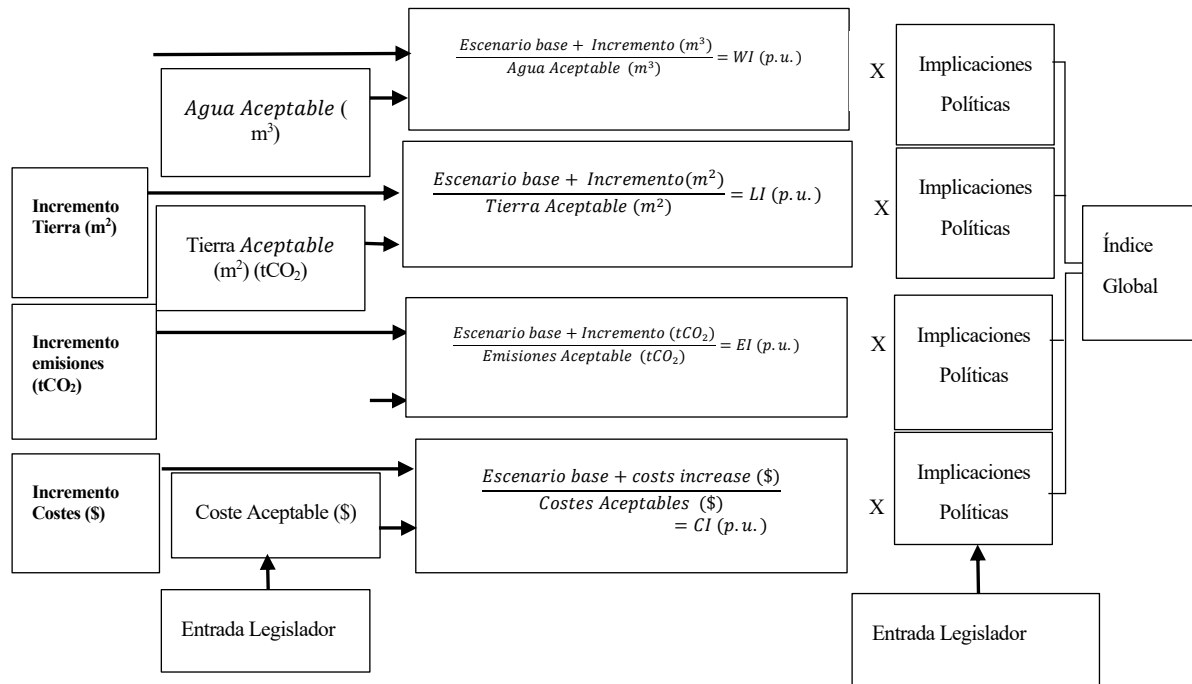 Escenario base + Incremento (m³)
Agua Aceptable (m³)
= WI (p.u.)
X
Implicaciones
Políticas
Agua Aceptable (
m³)
Incremento
Tierra (m²)
Escenario base + Incremento(m²)
Tierra Aceptable (m²)
= LI (p.u.)
X
Implicaciones
Políticas
Tierra Aceptable
(m²) (tCO₂)
Índice
Global
Incremento
emisiones
(tCO₂)
Escenario base + Incremento (tCO₂)
Emisiones Aceptable (tCO₂)
= EI (p.u.)
X
Implicaciones
Políticas
Incremento
Costes ($)
Coste Aceptable ($)
Escenario base + costs increase ($)
Costes Aceptables ($)
= CI (p.u.)
X
Implicaciones
Políticas
Entrada Legislador
Entrada Legislador